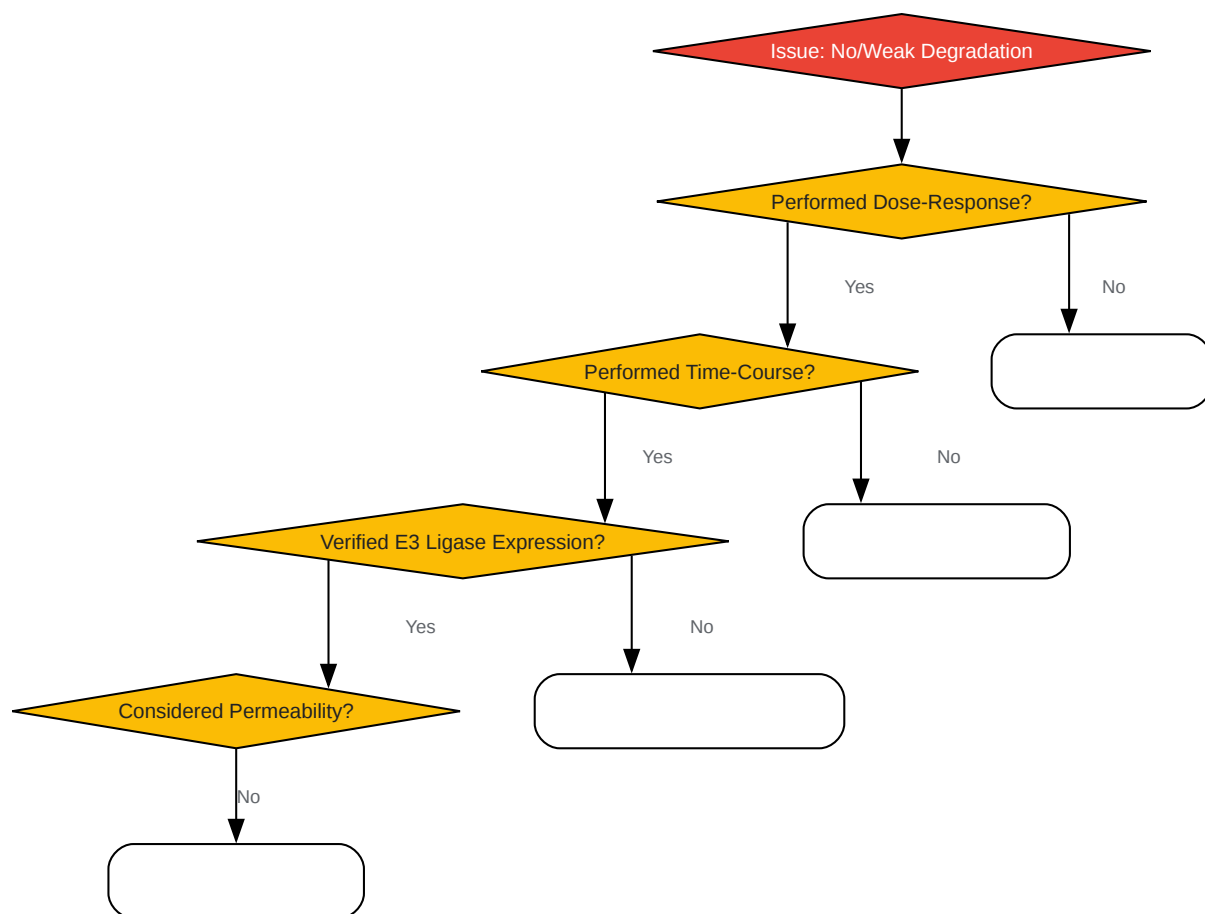 Issue: No/Weak Degradation
Performed Dose-Response?
Yes
No
Performed Time-Course?
Yes
No
Verified E3 Ligase Expression?
Yes
No
Considered Permeability?
No